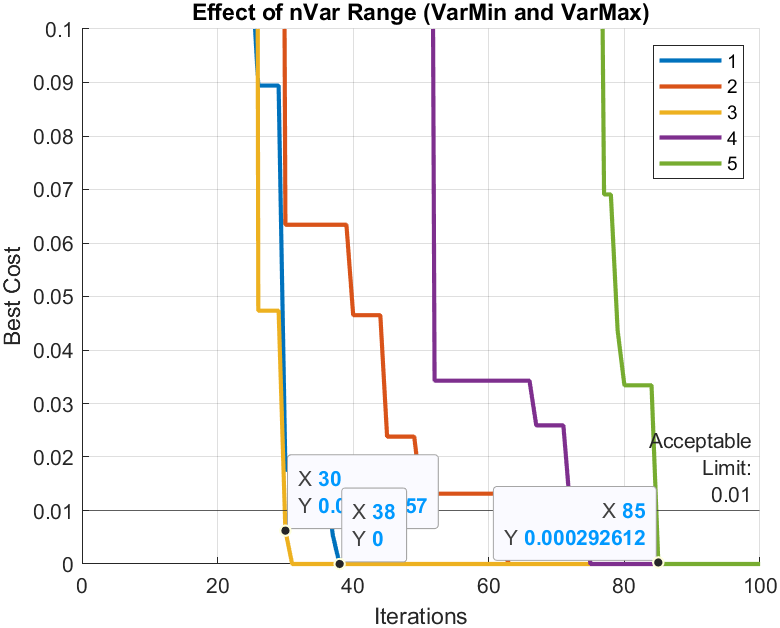 Effect of nVar Range (VarMin and VarMax)
0.1
0.09
0.08
0.07
0.06
0.05
0.04
0.03
0.02
0.01
0
Best Cost
1
2
3
4
5
Acceptable
Limit:
0.01
X 30
Y 0.0 57
X 38
Y 0
X 85
Y 0.000292612
0 20 40 60 80 100
Iterations